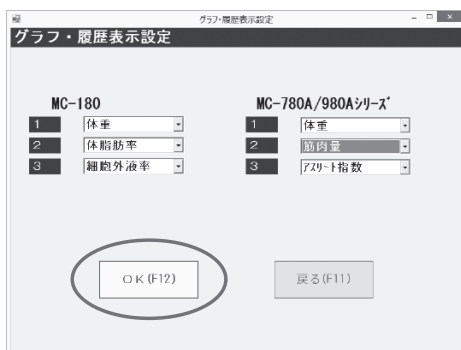 グラフ・履歴表示設定
グラフ・履歴表示設定
MC-180
1 体重
2 体脂肪率
3 細胞外液率
MC-780A/980Aｼﾘｰｽﾞ
1 体重
2 筋肉量
3 ｱｽﾘｰﾄ指数
OK(F12)
戻る(F11)